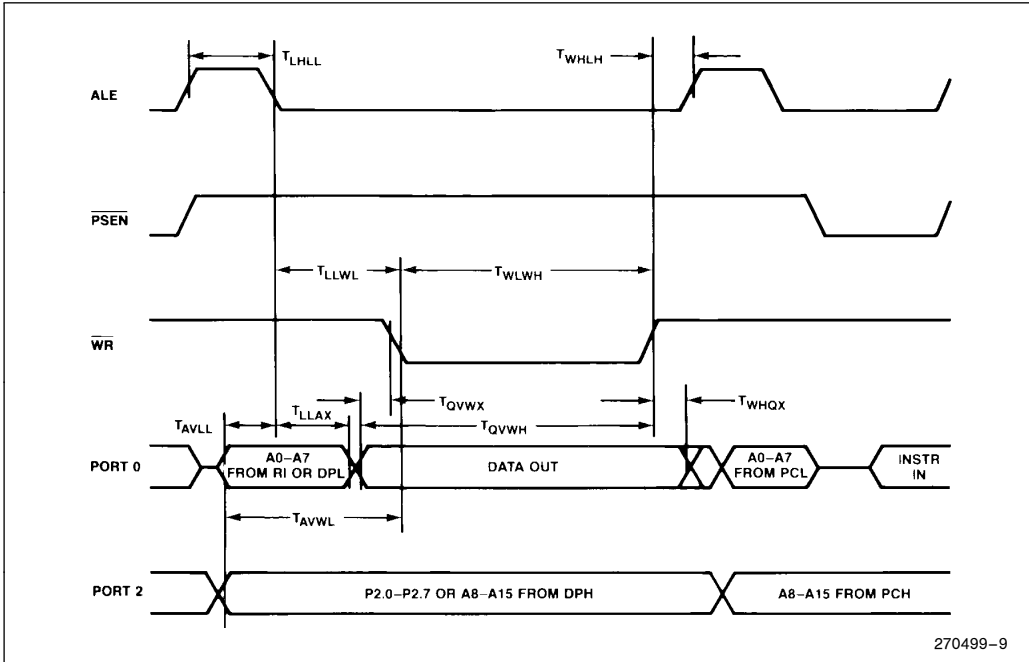 T_LHLL
T_WHLH
ALE
PSEN
T_LLWL
T_WLWH
WR
T_LLAX
T_QVWX
T_WHQX
T_AVLL
T_QVWH
PORT 0
A0–A7
FROM RI OR DPL
DATA OUT
A0–A7
FROM PCL
INSTR
IN
T_AVWL
PORT 2
P2.0–P2.7 OR A8–A15 FROM DPH
A8–A15 FROM PCH
270499–9